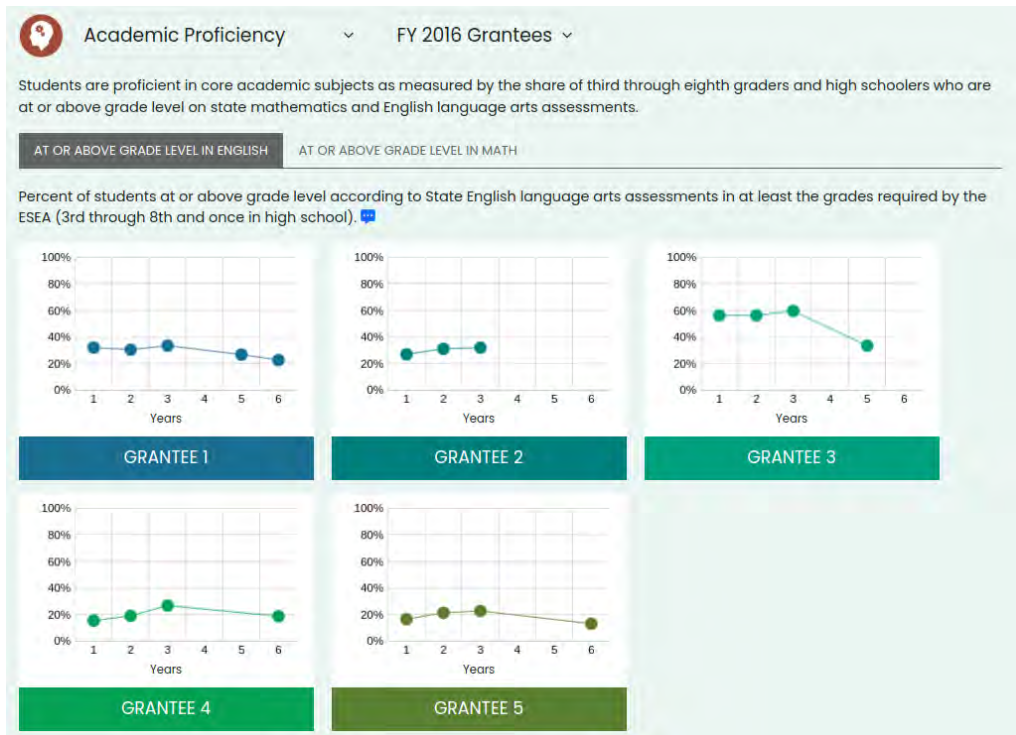 Academic Proficiency FY 2016 Grantees
Students are proficient in core academic subjects as measured by the share of third through eighth graders and high schoolers who are
at or above grade level on state mathematics and English language arts assessments.
AT OR ABOVE GRADE LEVEL IN ENGLISH AT OR ABOVE GRADE LEVEL IN MATH
Percent of students at or above grade level according to State English language arts assessments in at least the grades required by the
ESEA (3rd through 8th and once in high school).
100%
80%
60%
40%
20%
0%
1 2 3 4 5 6
Years
GRANTEE 1
100%
80%
60%
40%
20%
0%
1 2 3 4 5 6
Years
GRANTEE 2
100%
80%
60%
40%
20%
0%
1 2 3 4 5 6
Years
GRANTEE 3
100%
80%
60%
40%
20%
0%
1 2 3 4 5 6
Years
GRANTEE 4
100%
80%
60%
40%
20%
0%
1 2 3 4 5 6
Years
GRANTEE 5